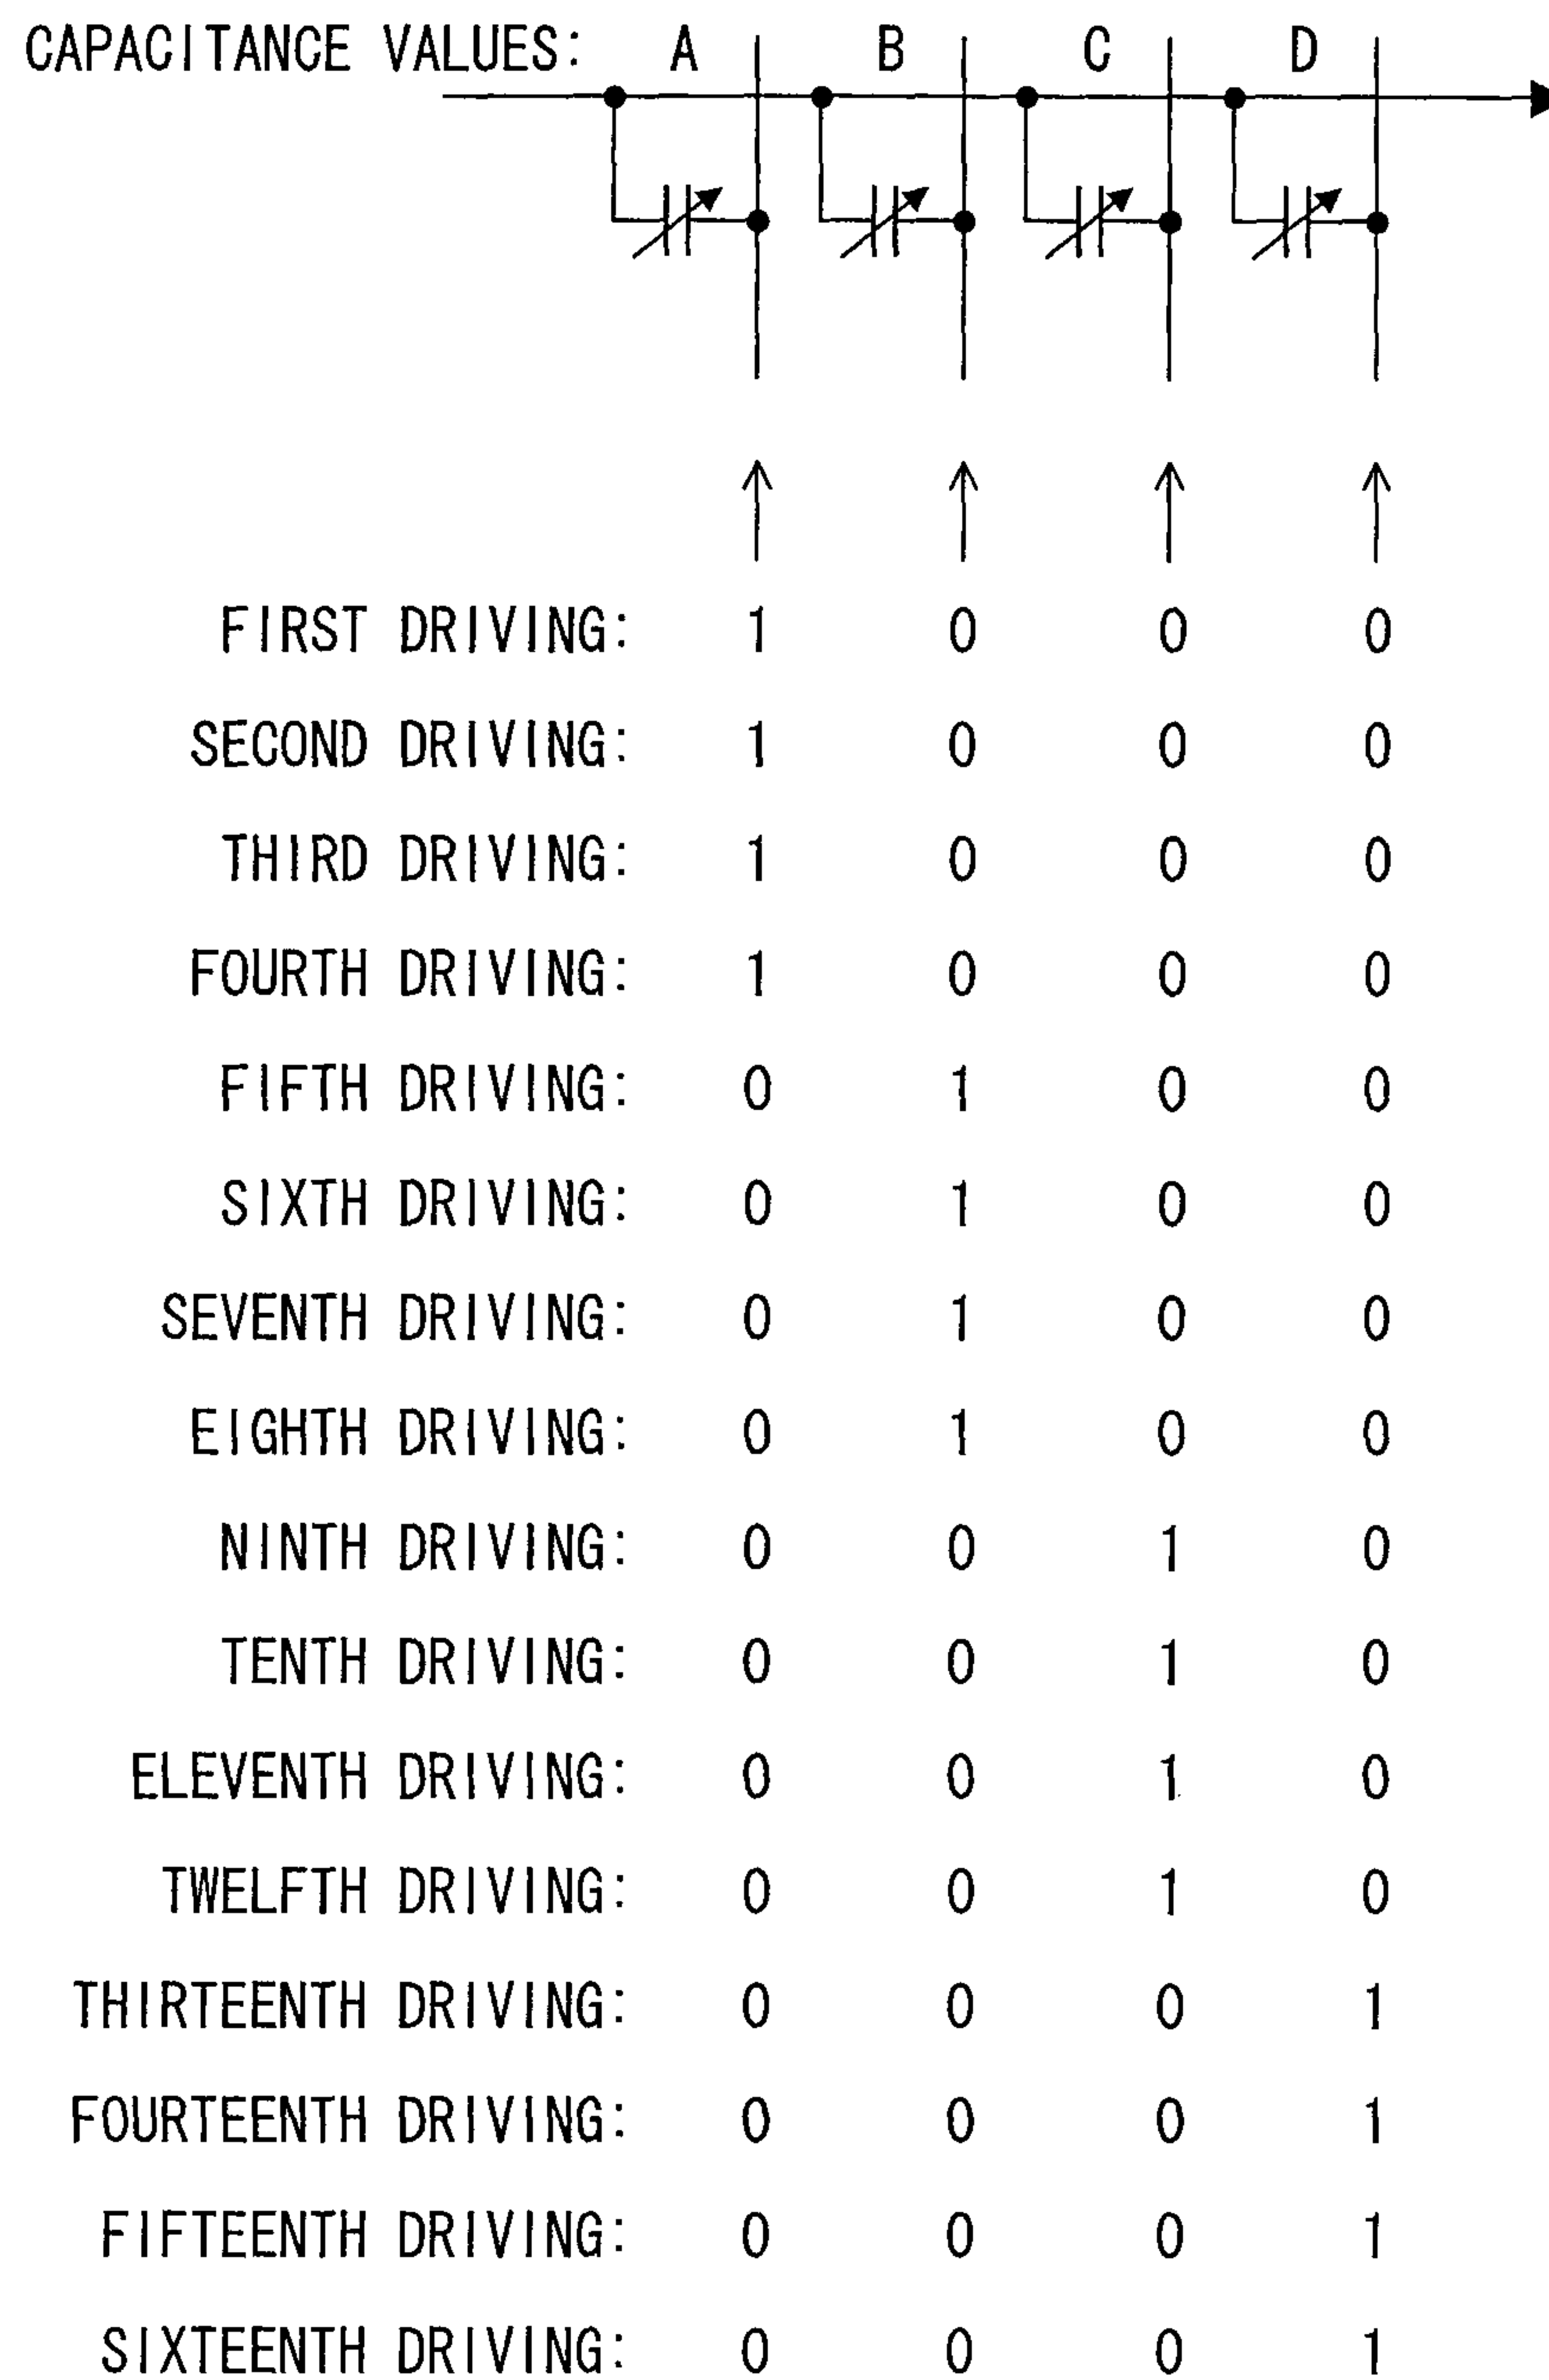 CAPACITANCE VALUES: A B C D
FIRST DRIVING: 1 0 0 0
SECOND DRIVING: 1 0 0 0
THIRD DRIVING: 1 0 0 0
FOURTH DRIVING: 1 0 0 0
FIFTH DRIVING: 0 1 0 0
SIXTH DRIVING: 0 1 0 0
SEVENTH DRIVING: 0 1 0 0
EIGHTH DRIVING: 0 1 0 0
NINTH DRIVING: 0 0 1 0
TENTH DRIVING: 0 0 1 0
ELEVENTH DRIVING: 0 0 1 0
TWELFTH DRIVING: 0 0 1 0
THIRTEENTH DRIVING: 0 0 0 1
FOURTEENTH DRIVING: 0 0 0 1
FIFTEENTH DRIVING: 0 0 0 1
SIXTEENTH DRIVING: 0 0 0 1